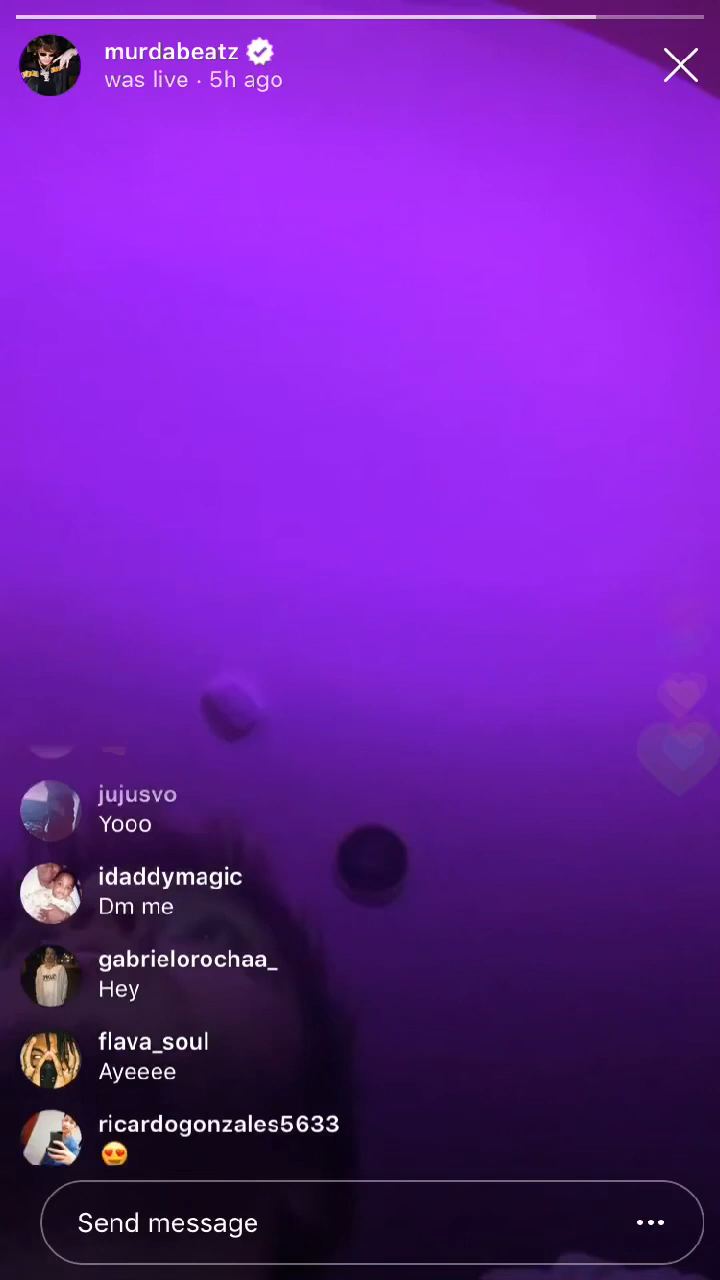 murdabeatz
was live · 5h ago
jujusvo
Yooo
idaddymagic
Dm me
gabrielorochaa_
Hey
flava_soul
Ayeeee
ricardogonzales5633
😍
Send message